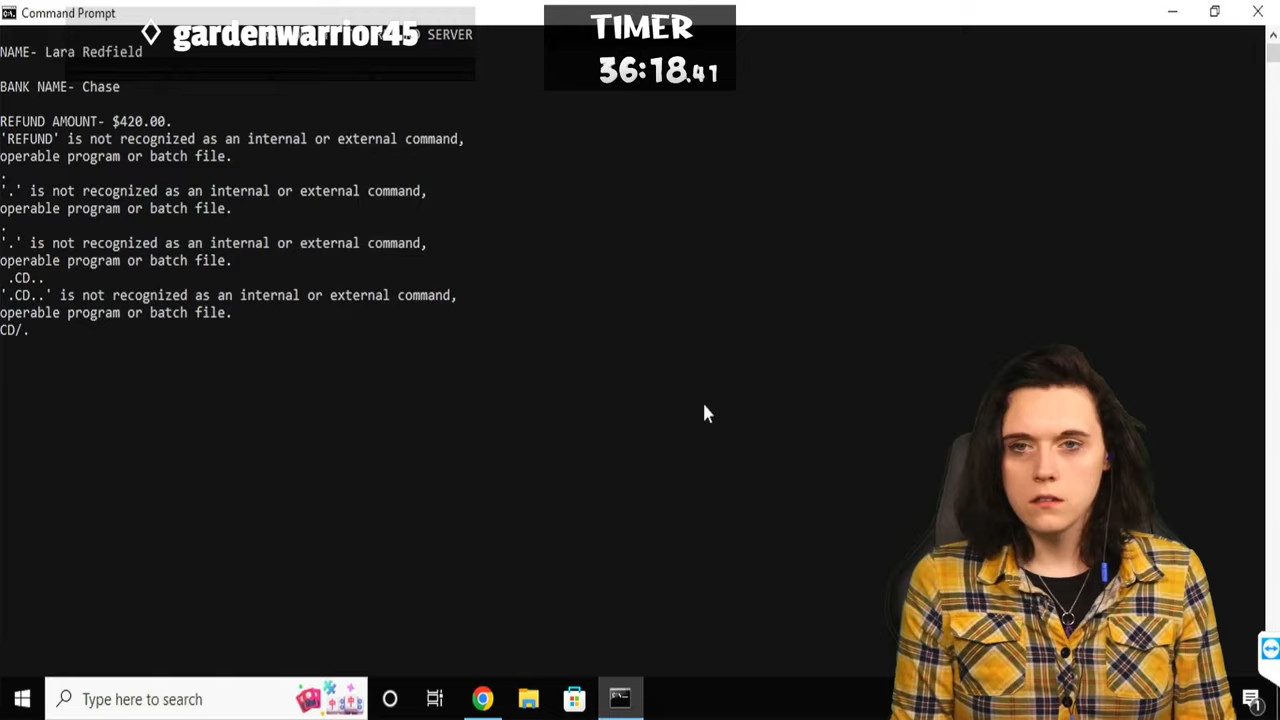 Command Prompt
◊ gardenwarrior45
SERVER
TIMER
36:18.41
NAME- Lara Redfield
BANK NAME- Chase
REFUND AMOUNT- $420.00.
'REFUND' is not recognized as an internal or external command,
operable program or batch file.
.
'.' is not recognized as an internal or external command,
operable program or batch file.
.
'.' is not recognized as an internal or external command,
operable program or batch file.
.CD..
'.CD..' is not recognized as an internal or external command,
operable program or batch file.
CD/.
Type here to search
1